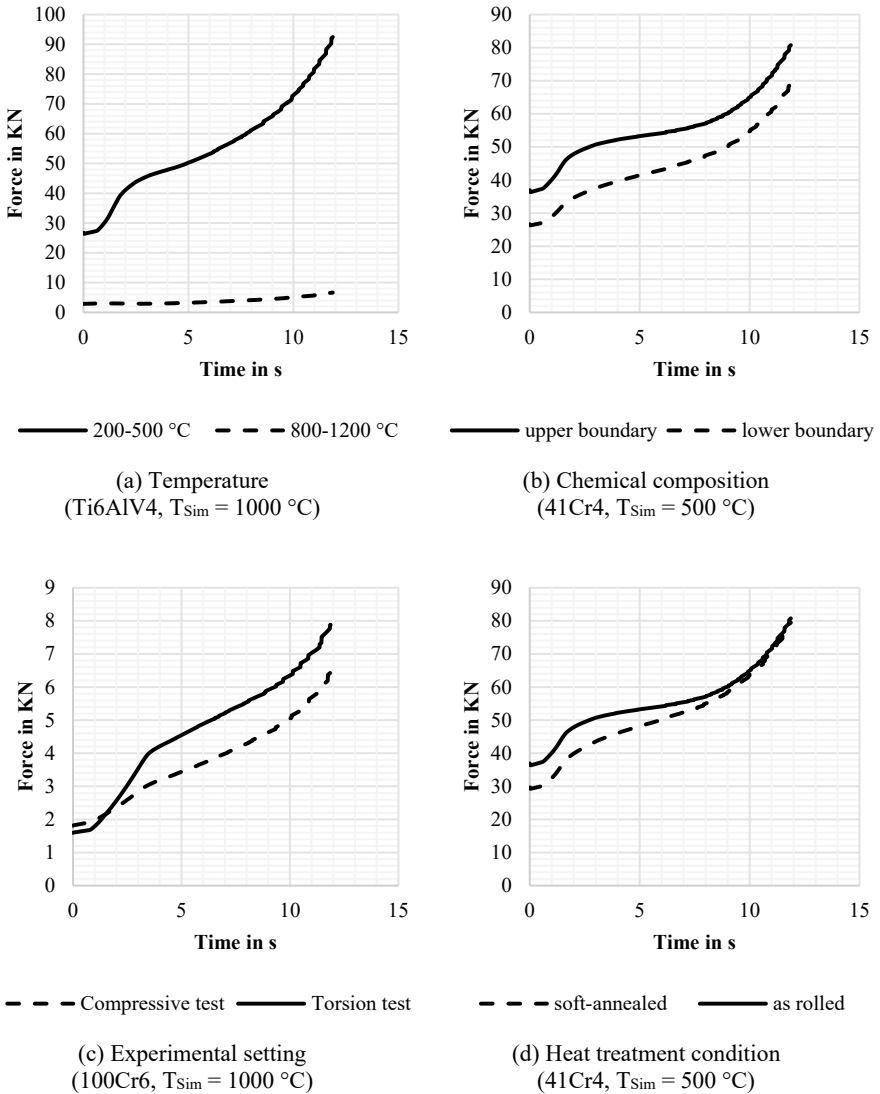 100
90
80
70
60
50
40
30
20
10
0
Force in KN
0 5 10 15
Time in s
200-500 °C 800-1200 °C
(a) Temperature
(Ti6AlV4, TSim = 1000 °C)
90
80
70
60
50
40
30
20
10
0
Force in KN
0 5 10 15
Time in s
upper boundary lower boundary
(b) Chemical composition
(41Cr4, TSim = 500 °C)
9
8
7
6
5
4
3
2
1
0
Force in KN
0 5 10 15
Time in s
Compressive test Torsion test
(c) Experimental setting
(100Cr6, TSim = 1000 °C)
90
80
70
60
50
40
30
20
10
0
Force in KN
0 5 10 15
Time in s
soft-annealed as rolled
(d) Heat treatment condition
(41Cr4, TSim = 500 °C)